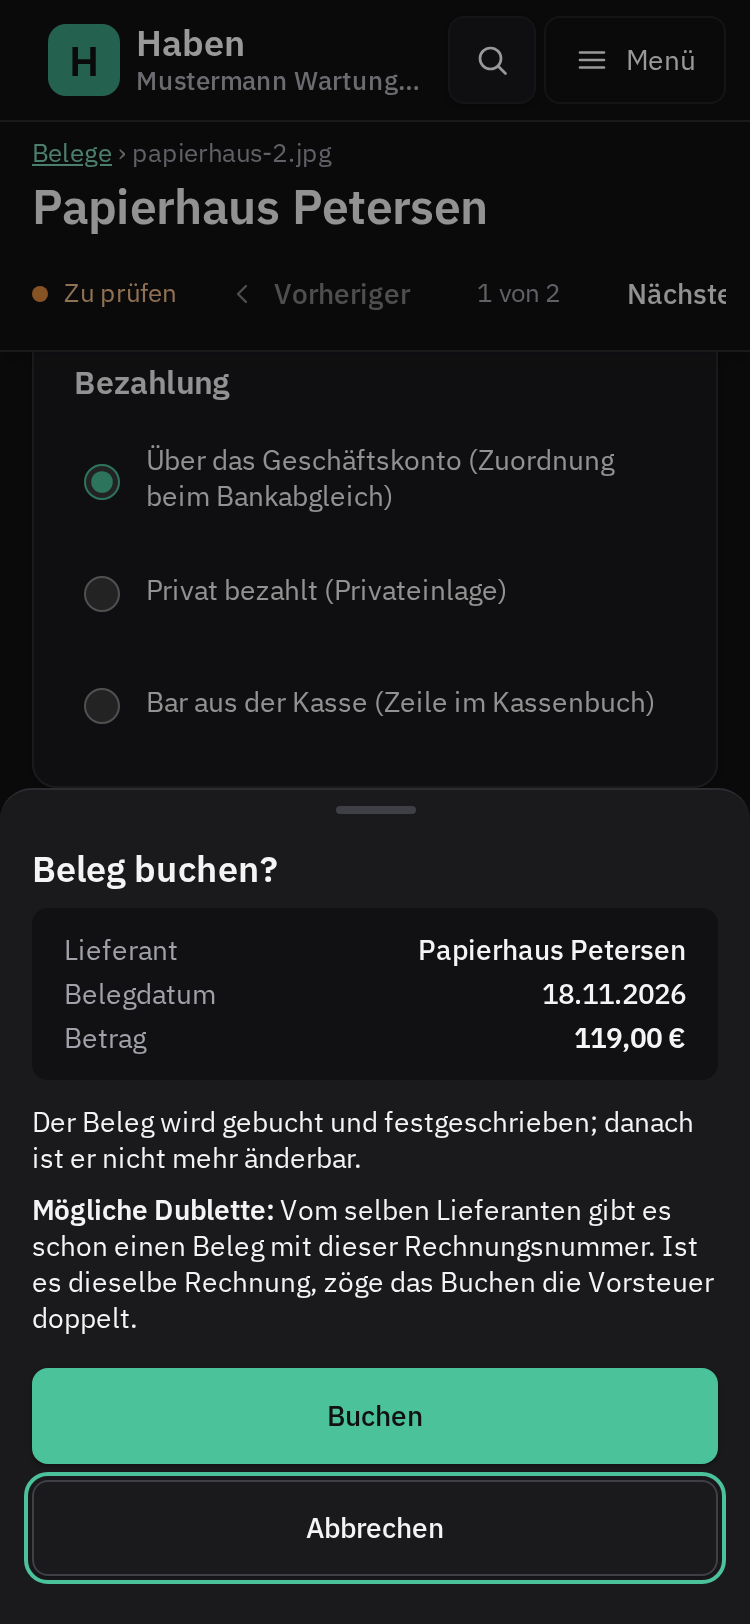 H
Haben
Mustermann Wartung...
Menü
Belege › papierhaus-2.jpg
Papierhaus Petersen
Zu prüfen
Vorheriger
1 von 2
Nächste
Bezahlung
Über das Geschäftskonto (Zuordnung
beim Bankabgleich)
Privat bezahlt (Privateinlage)
Bar aus der Kasse (Zeile im Kassenbuch)
Beleg buchen?
Lieferant Papierhaus Petersen
Belegdatum 18.11.2026
Betrag 119,00 €
Der Beleg wird gebucht und festgeschrieben; danach
ist er nicht mehr änderbar.
Mögliche Dublette: Vom selben Lieferanten gibt es
schon einen Beleg mit dieser Rechnungsnummer. Ist
es dieselbe Rechnung, zöge das Buchen die Vorsteuer
doppelt.
Buchen
Abbrechen